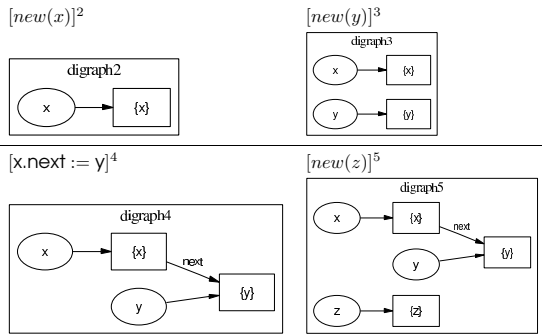 [new(x)]²
digraph2
x
{x}
[new(y)]³
digraph3
x
{x}
y
{y}
[x.next := y]⁴
digraph4
x
{x}
next
y
{y}
[new(z)]⁵
digraph5
x
{x}
next
y
{y}
z
{z}